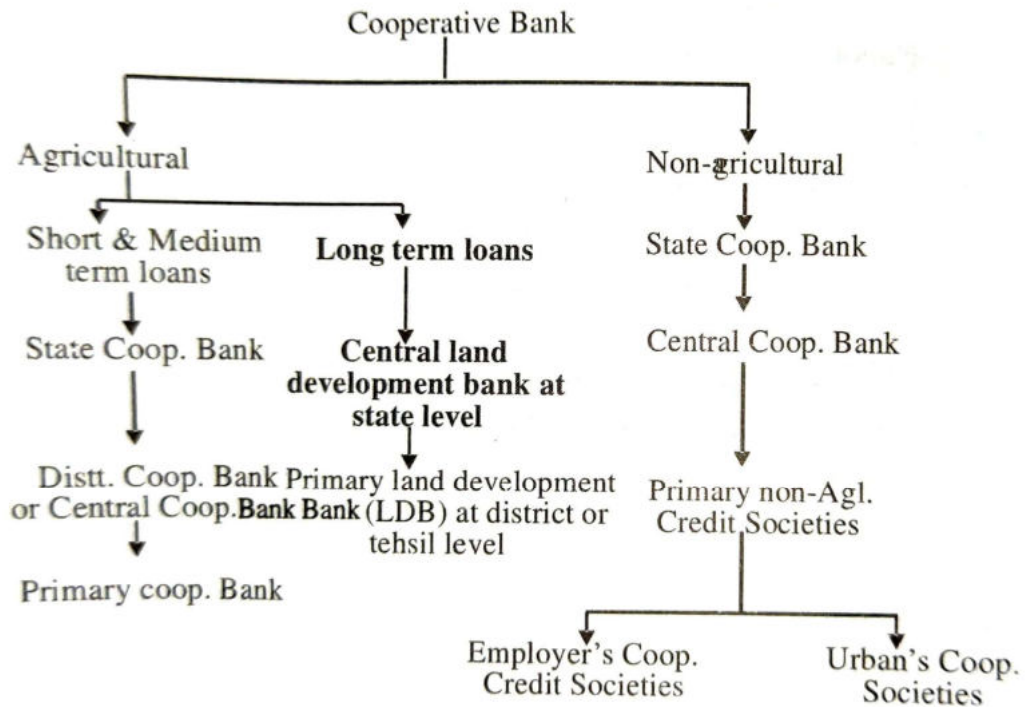 Cooperative Bank
Agricultural
Non-agricultural
Short & Medium
term loans
Long term loans
State Coop. Bank
State Coop. Bank
Central land
development bank at
state level
Central Coop. Bank
Distt. Coop. Bank
or Central Coop.Bank
Primary land development
Bank (LDB) at district or
tehsil level
Primary non-Agl.
Credit Societies
Primary coop. Bank
Employer's Coop.
Credit Societies
Urban's Coop.
Societies